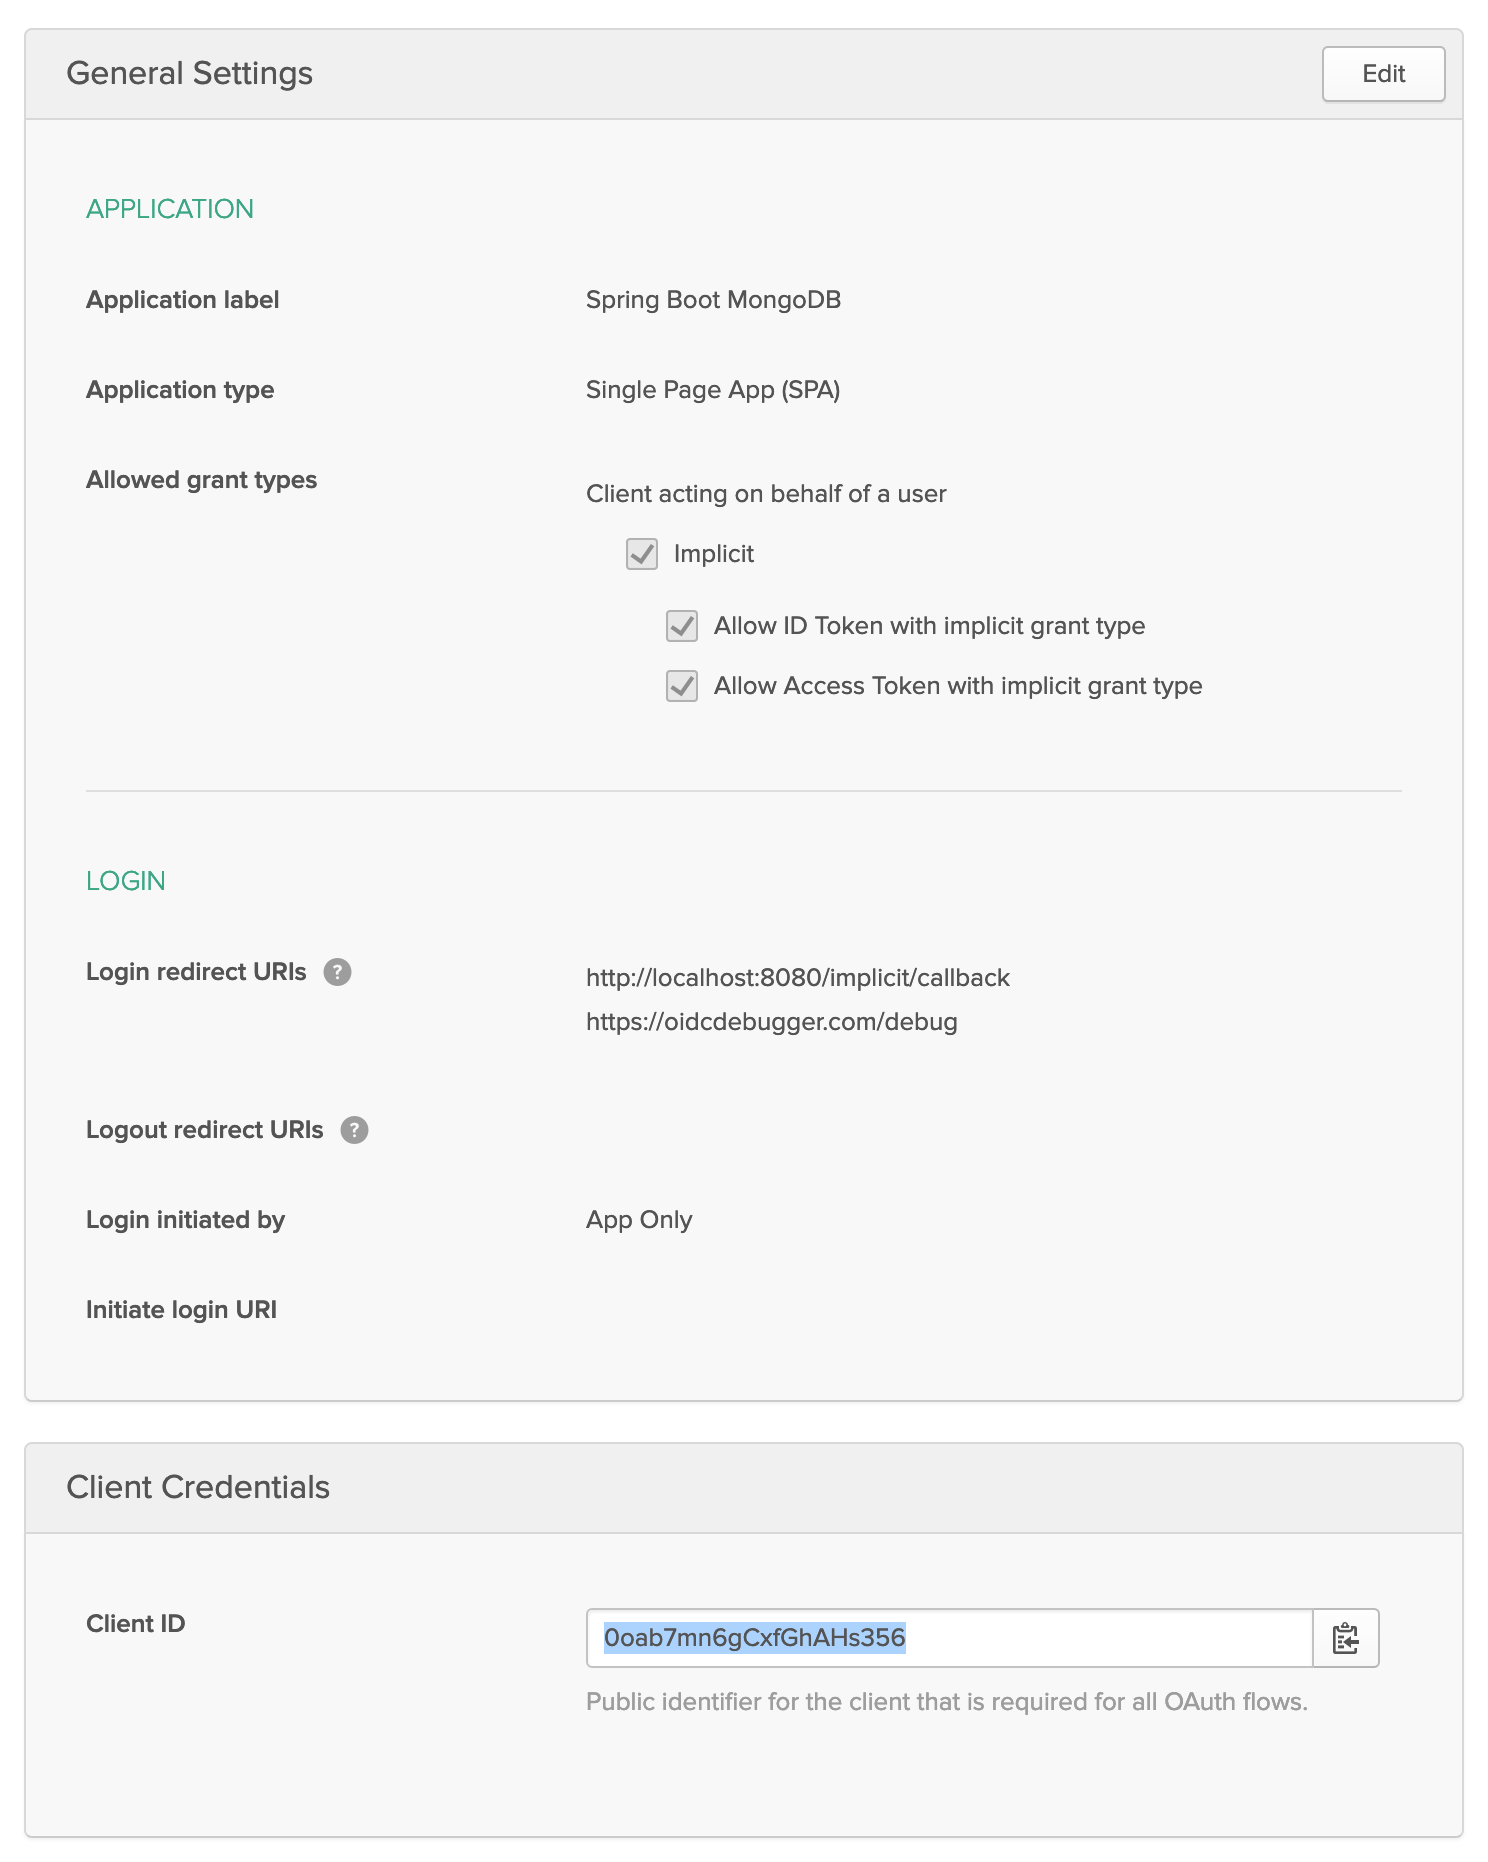 General Settings
Edit
APPLICATION
Application label
Spring Boot MongoDB
Application type
Single Page App (SPA)
Allowed grant types
Client acting on behalf of a user
Implicit
Allow ID Token with implicit grant type
Allow Access Token with implicit grant type
LOGIN
Login redirect URIs ?
http://localhost:8080/implicit/callback
https://oidcdebugger.com/debug
Logout redirect URIs ?
Login initiated by
App Only
Initiate login URI
Client Credentials
Client ID
0oab7mn6gCxfGhAHs356
Public identifier for the client that is required for all OAuth flows.